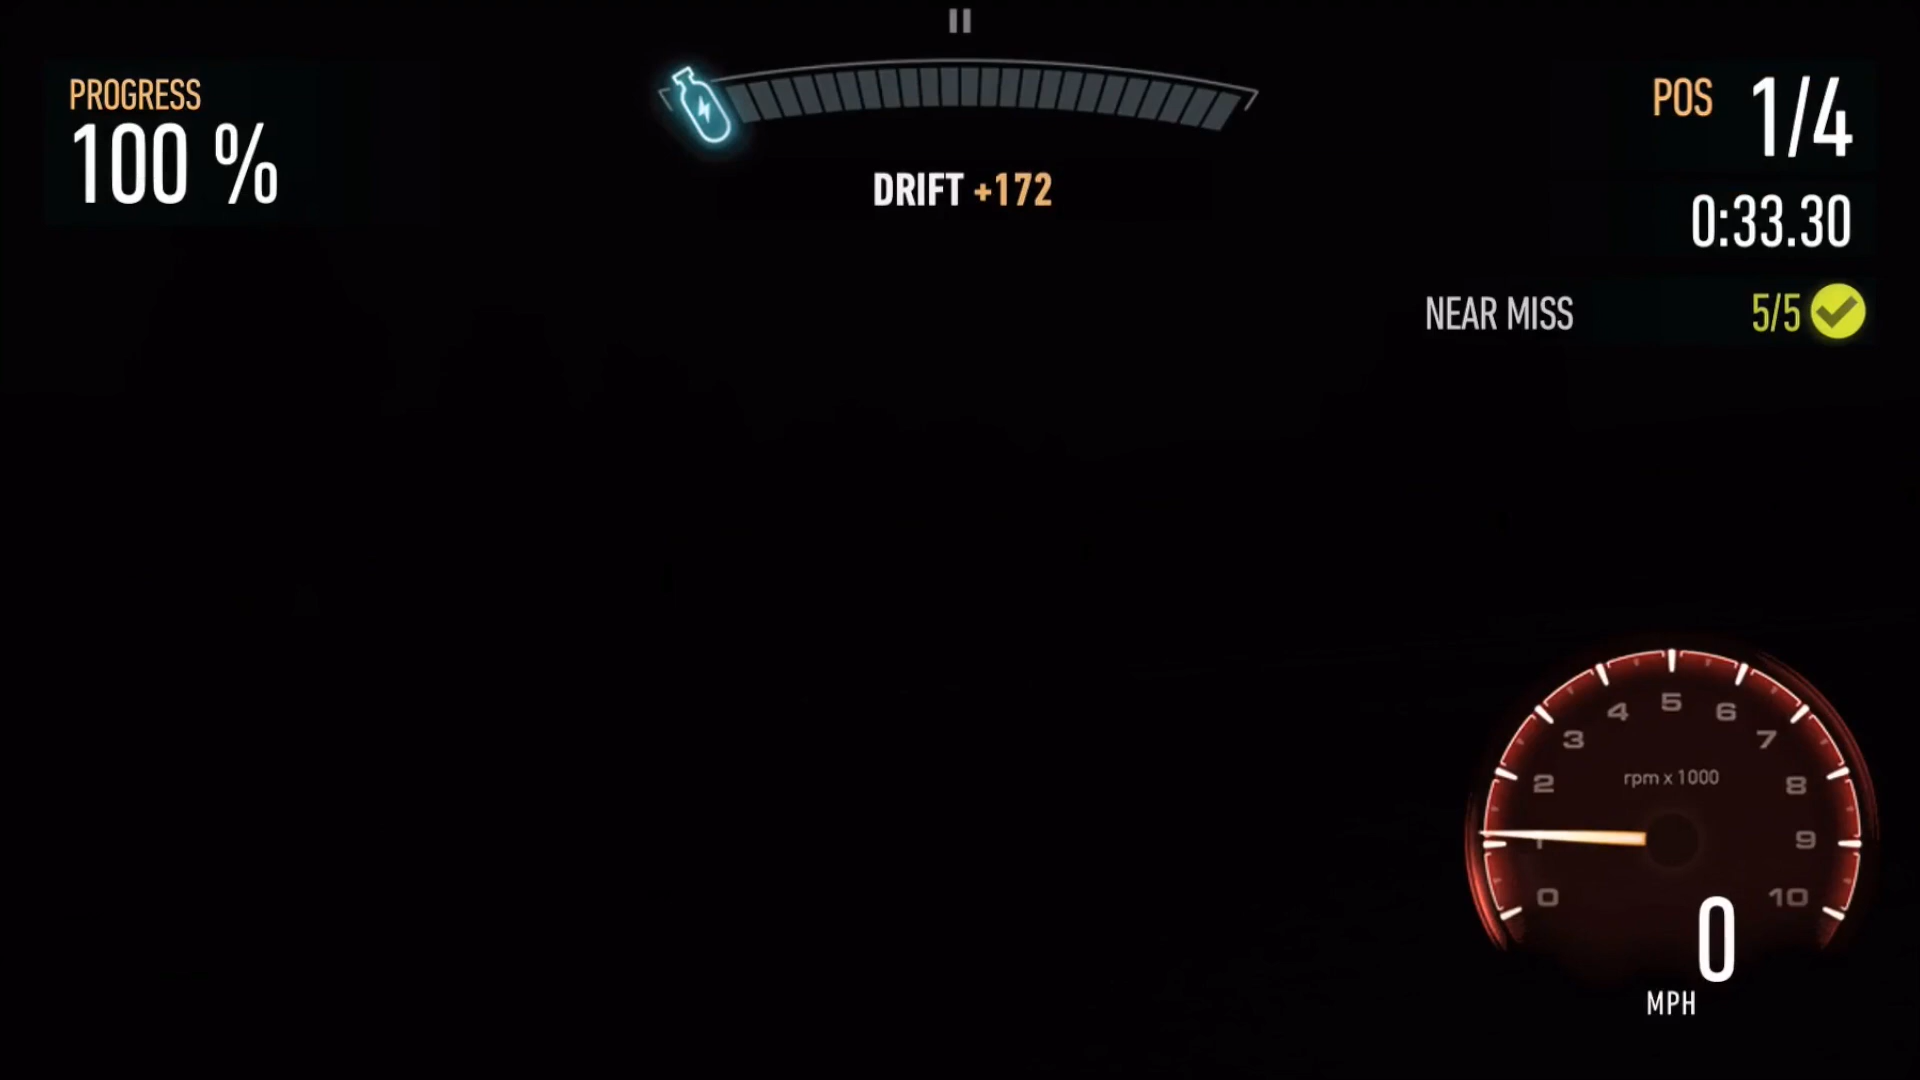 PROGRESS
100 %
DRIFT +172
POS 1/4
0:33.30
NEAR MISS 5/5
0 1 2 3 4 5 6 7 8 9 10
rpm x 1000
0
MPH